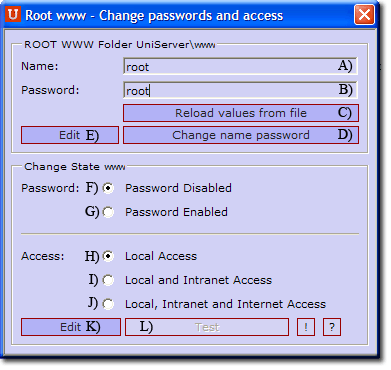 U Root www - Change passwords and access
ROOT WWW Folder UniServer\www
Name: root A)
Password: root B)
Reload values from file C)
Edit E) Change name password D)
Change State www
Password: F) Password Disabled
G) Password Enabled
Access: H) Local Access
I) Local and Intranet Access
J) Local, Intranet and Internet Access
Edit K) L) Test ! ?